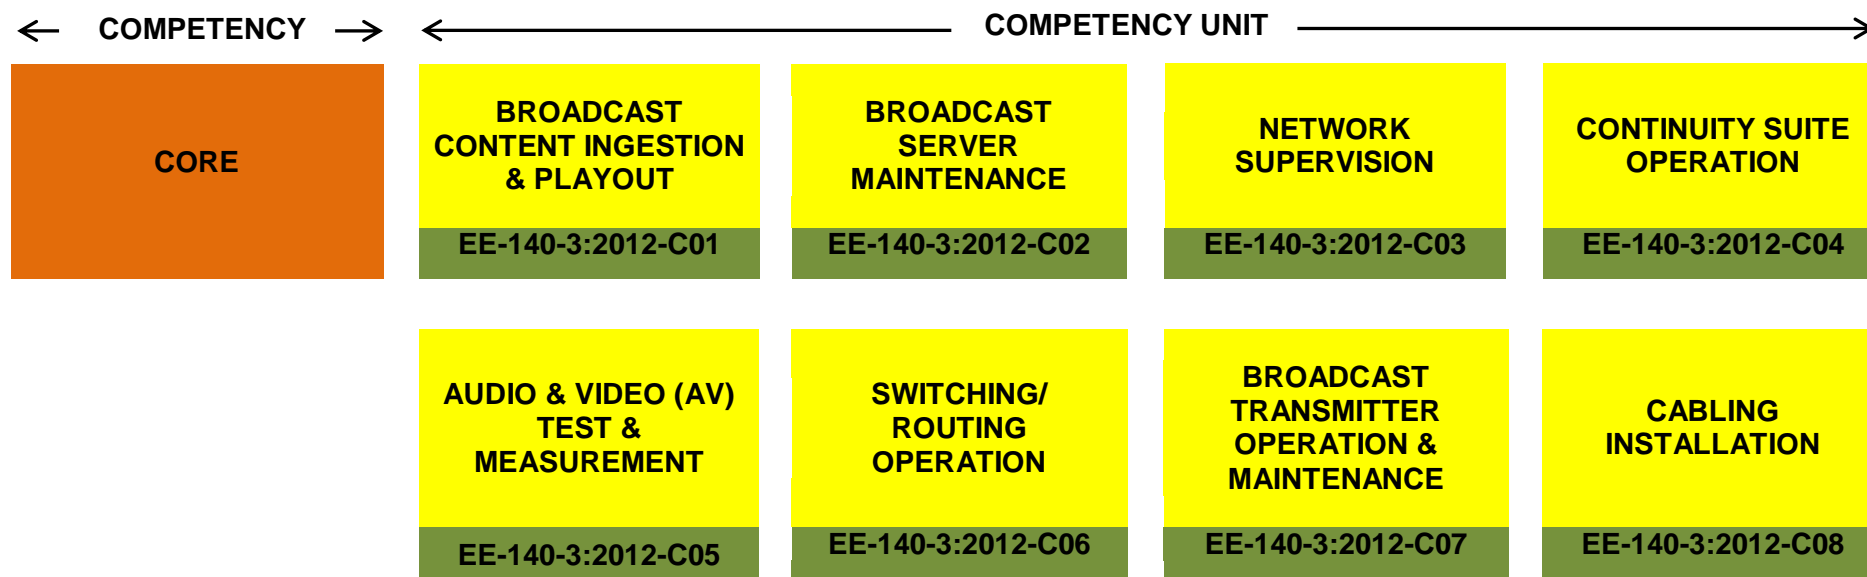 COMPETENCY
COMPETENCY UNIT
CORE
BROADCAST
CONTENT INGESTION
& PLAYOUT
EE-140-3:2012-C01
BROADCAST
SERVER
MAINTENANCE
EE-140-3:2012-C02
NETWORK
SUPERVISION
EE-140-3:2012-C03
CONTINUITY SUITE
OPERATION
EE-140-3:2012-C04
AUDIO & VIDEO (AV)
TEST &
MEASUREMENT
EE-140-3:2012-C05
SWITCHING/
ROUTING
OPERATION
EE-140-3:2012-C06
BROADCAST
TRANSMITTER
OPERATION &
MAINTENANCE
EE-140-3:2012-C07
CABLING
INSTALLATION
EE-140-3:2012-C08